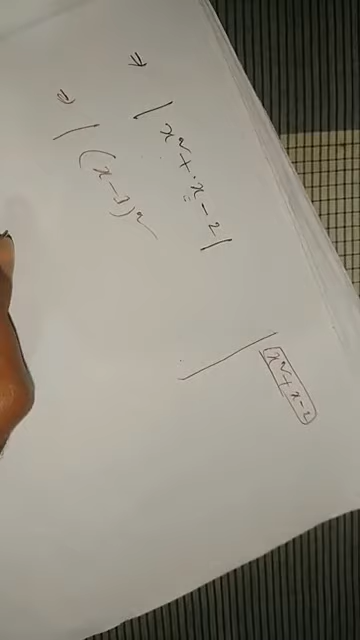 ⇒ |x² + x - 2|
⇒ |(x-1)²
|x² + x - 2